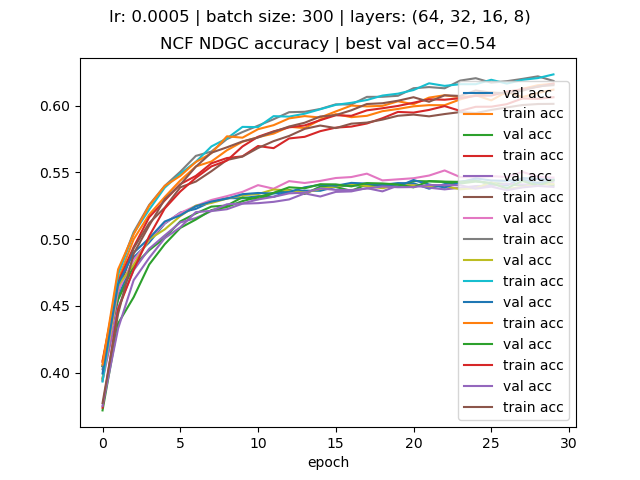 lr: 0.0005 | batch size: 300 | layers: (64, 32, 16, 8)
NCF NDGC accuracy | best val acc=0.54
0.60
0.55
0.50
0.45
0.40
val acc
train acc
val acc
train acc
val acc
train acc
val acc
train acc
val acc
train acc
val acc
train acc
val acc
train acc
val acc
train acc
0
5
10
15
20
25
30
epoch